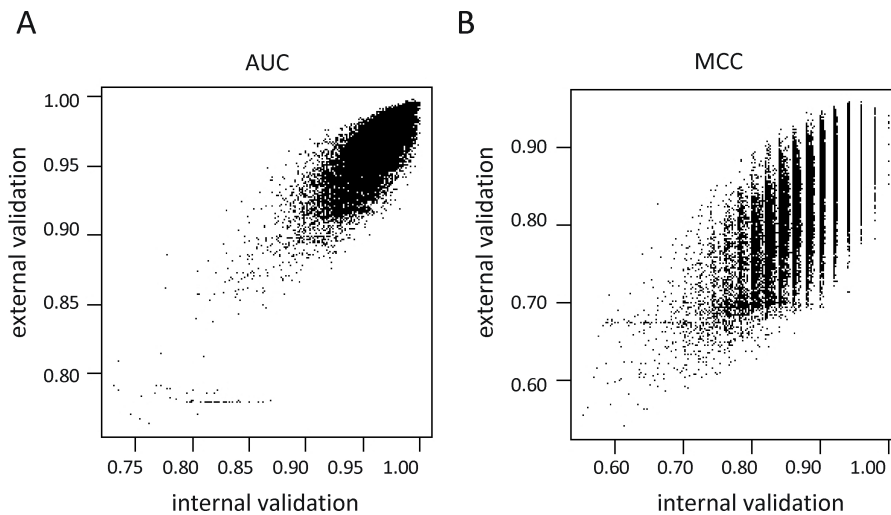 A
AUC
external validation
1.00
0.95
0.90
0.85
0.80
0.75 0.80 0.85 0.90 0.95 1.00
internal validation
B
MCC
external validation
0.90
0.80
0.70
0.60
0.60 0.70 0.80 0.90 1.00
internal validation